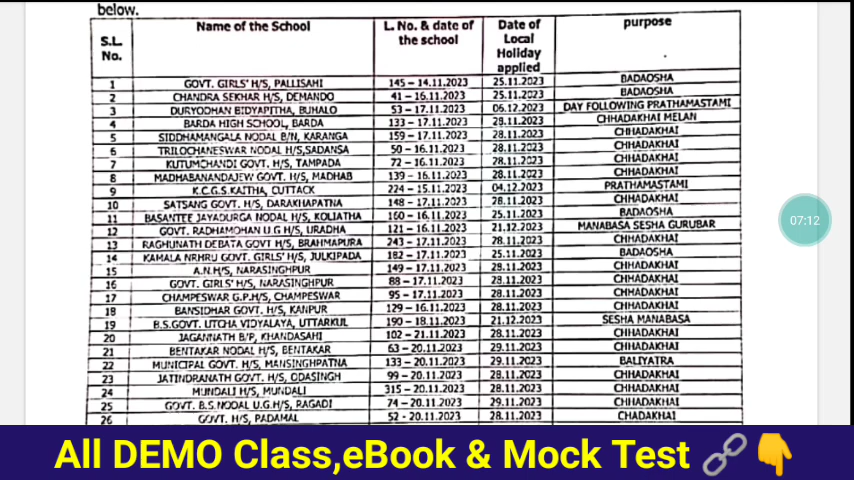 below.
S.L. No. Name of the School L. No. & date of the school Date of Local Holiday applied purpose
1 GOVT. GIRLS' H/S, PALLISAHI 145 – 14.11.2023 25.11.2023 BADAOSHA
2 CHANDRA SEKHAR H/S, DEMANDO 41 – 16.11.2023 25.11.2023 BADAOSHA
3 DURYODHAN BIDYAPITHA, BUHALO 53 – 17.11.2023 06.12.2023 DAY FOLLOWING PRATHAMASTAMI
4 BARDA HIGH SCHOOL, BARDA 133 – 17.11.2023 28.11.2023 CHHADAKHAI MELAN
5 SIDDHAMANGALA NODAL B/N, KARANGA 159 – 17.11.2023 28.11.2023 CHHADAKHAI
6 TRILOCHANESWAR NODAL H/S,SADANSA 50 – 16.11.2023 28.11.2023 CHHADAKHAI
7 KUTUMCHANDI GOVT. H/S, TAMPADA 72 – 16.11.2023 28.11.2023 CHHADAKHAI
8 MADHABANANDAJEW GOVT. H/S, MADHAB 139 – 16.11.2023 28.11.2023 CHHADAKHAI
9 K.C.G.S.KAITHA, CUTTACK 224 – 15.11.2023 04.12.2023 PRATHAMASTAMI
10 SATSANG GOVT. H/S, DARAKHAPATNA 148 – 17.11.2023 28.11.2023 CHHADAKHAI
11 BASANTEE JAYADURGA NODAL H/S, KOLIATHA 160 – 16.11.2023 25.11.2023 BADAOSHA
12 GOVT. RADHAMOHAN U.G H/S, URADHA 121 – 16.11.2023 21.12.2023 MANABASA SESHA GURUBAR
13 RAGHUNATH DEBATA GOVT H/S, BRAHMAPURA 243 – 17.11.2023 28.11.2023 CHHADAKHAI
14 KAMALA NRHRU GOVT. GIRLS' H/S, JULKIPADA 182 – 17.11.2023 25.11.2023 BADAOSHA
15 A.N.H/S, NARASINGHPUR 149 – 17.11.2023 28.11.2023 CHHADAKHAI
16 GOVT. GIRLS' H/S, NARASINGHPUR 88 – 17.11.2023 28.11.2023 CHHADAKHAI
17 CHAMPESWAR G.P.H/S, CHAMPESWAR 95 – 17.11.2023 28.11.2023 CHHADAKHAI
18 BANSIDHAR GOVT. H/S, KANPUR 129 – 16.11.2023 28.11.2023 CHHADAKHAI
19 B.S.GOVT. UTCHA VIDYALAYA, UTTARKUL 190 – 18.11.2023 21.12.2023 SESHA MANABASA
20 JAGANNATH B/P, KHANDASAHI 102 – 21.11.2023 28.11.2023 CHHADAKHAI
21 BENTAKAR NODAL H/S, BENTAKAR 63 – 20.11.2023 29.11.2023 CHHADAKHAI
22 MUNICIPAL GOVT. H/S, MANSINGHPATNA 133 – 20.11.2023 29.11.2023 BALIYATRA
23 JATINDRANATH GOVT. H/S, ODASINGH 99 – 20.11.2023 28.11.2023 CHHADAKHAI
24 MUNDALI H/S, MUNDALI 315 – 20.11.2023 28.11.2023 CHHADAKHAI
25 GOVT. B.S.NODAL U.G.H/S, RAGADI 74 – 20.11.2023 29.11.2023 CHHADAKHAI
26 GOVT. H/S, PADAMAL 52 - 20.11.2023 28.11.2023 CHADAKHAI
07:12
All DEMO Class,eBook & Mock Test